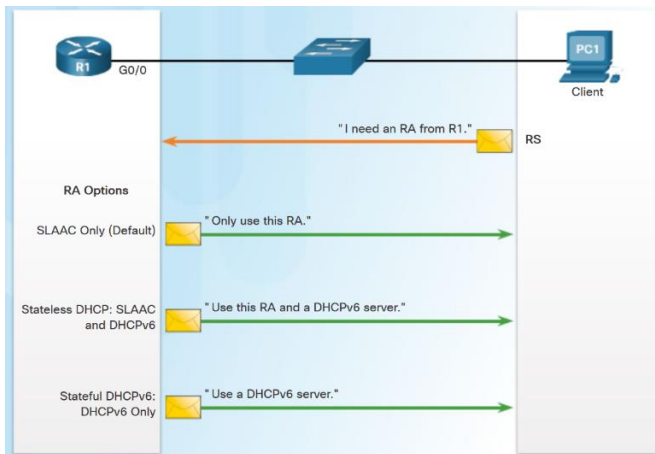 R1
G0/0
PC1
Client
"I need an RA from R1."
RS
RA Options
SLAAC Only (Default)
"Only use this RA."
Stateless DHCP: SLAAC
and DHCPv6
"Use this RA and a DHCPv6 server."
Stateful DHCPv6:
DHCPv6 Only
"Use a DHCPv6 server."